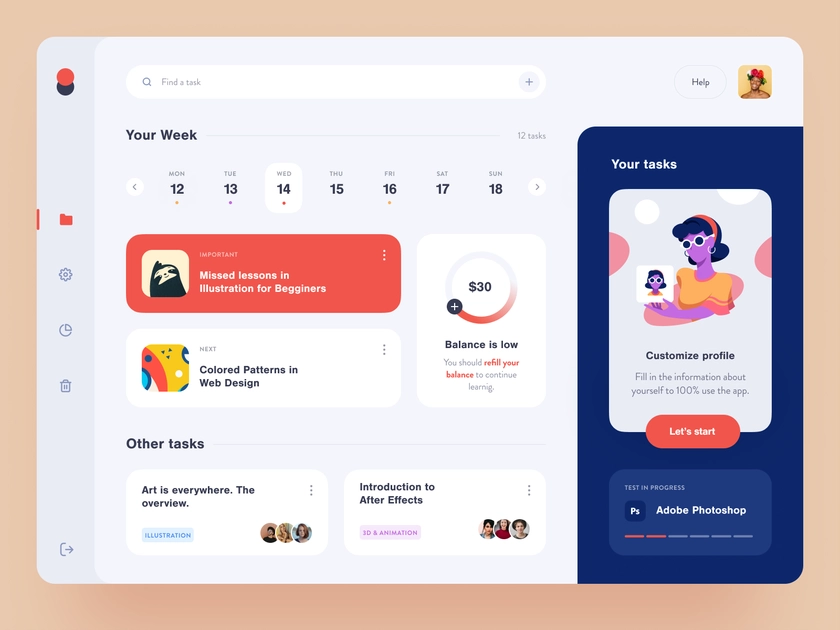 Find a task
Help
Your Week
12 tasks
MON
TUE
WED
THU
FRI
SAT
SUN
12
13
14
15
16
17
18
IMPORTANT
Missed lessons in
Illustration for Begginers
NEXT
Colored Patterns in
Web Design
$30
Balance is low
You should refill your
balance to continue
learnig.
Other tasks
Art is everywhere. The
overview.
ILLUSTRATION
Introduction to
After Effects
3D & ANIMATION
Your tasks
Customize profile
Fill in the information about
yourself to 100% use the app.
Let's start
TEST IN PROGRESS
Ps
Adobe Photoshop